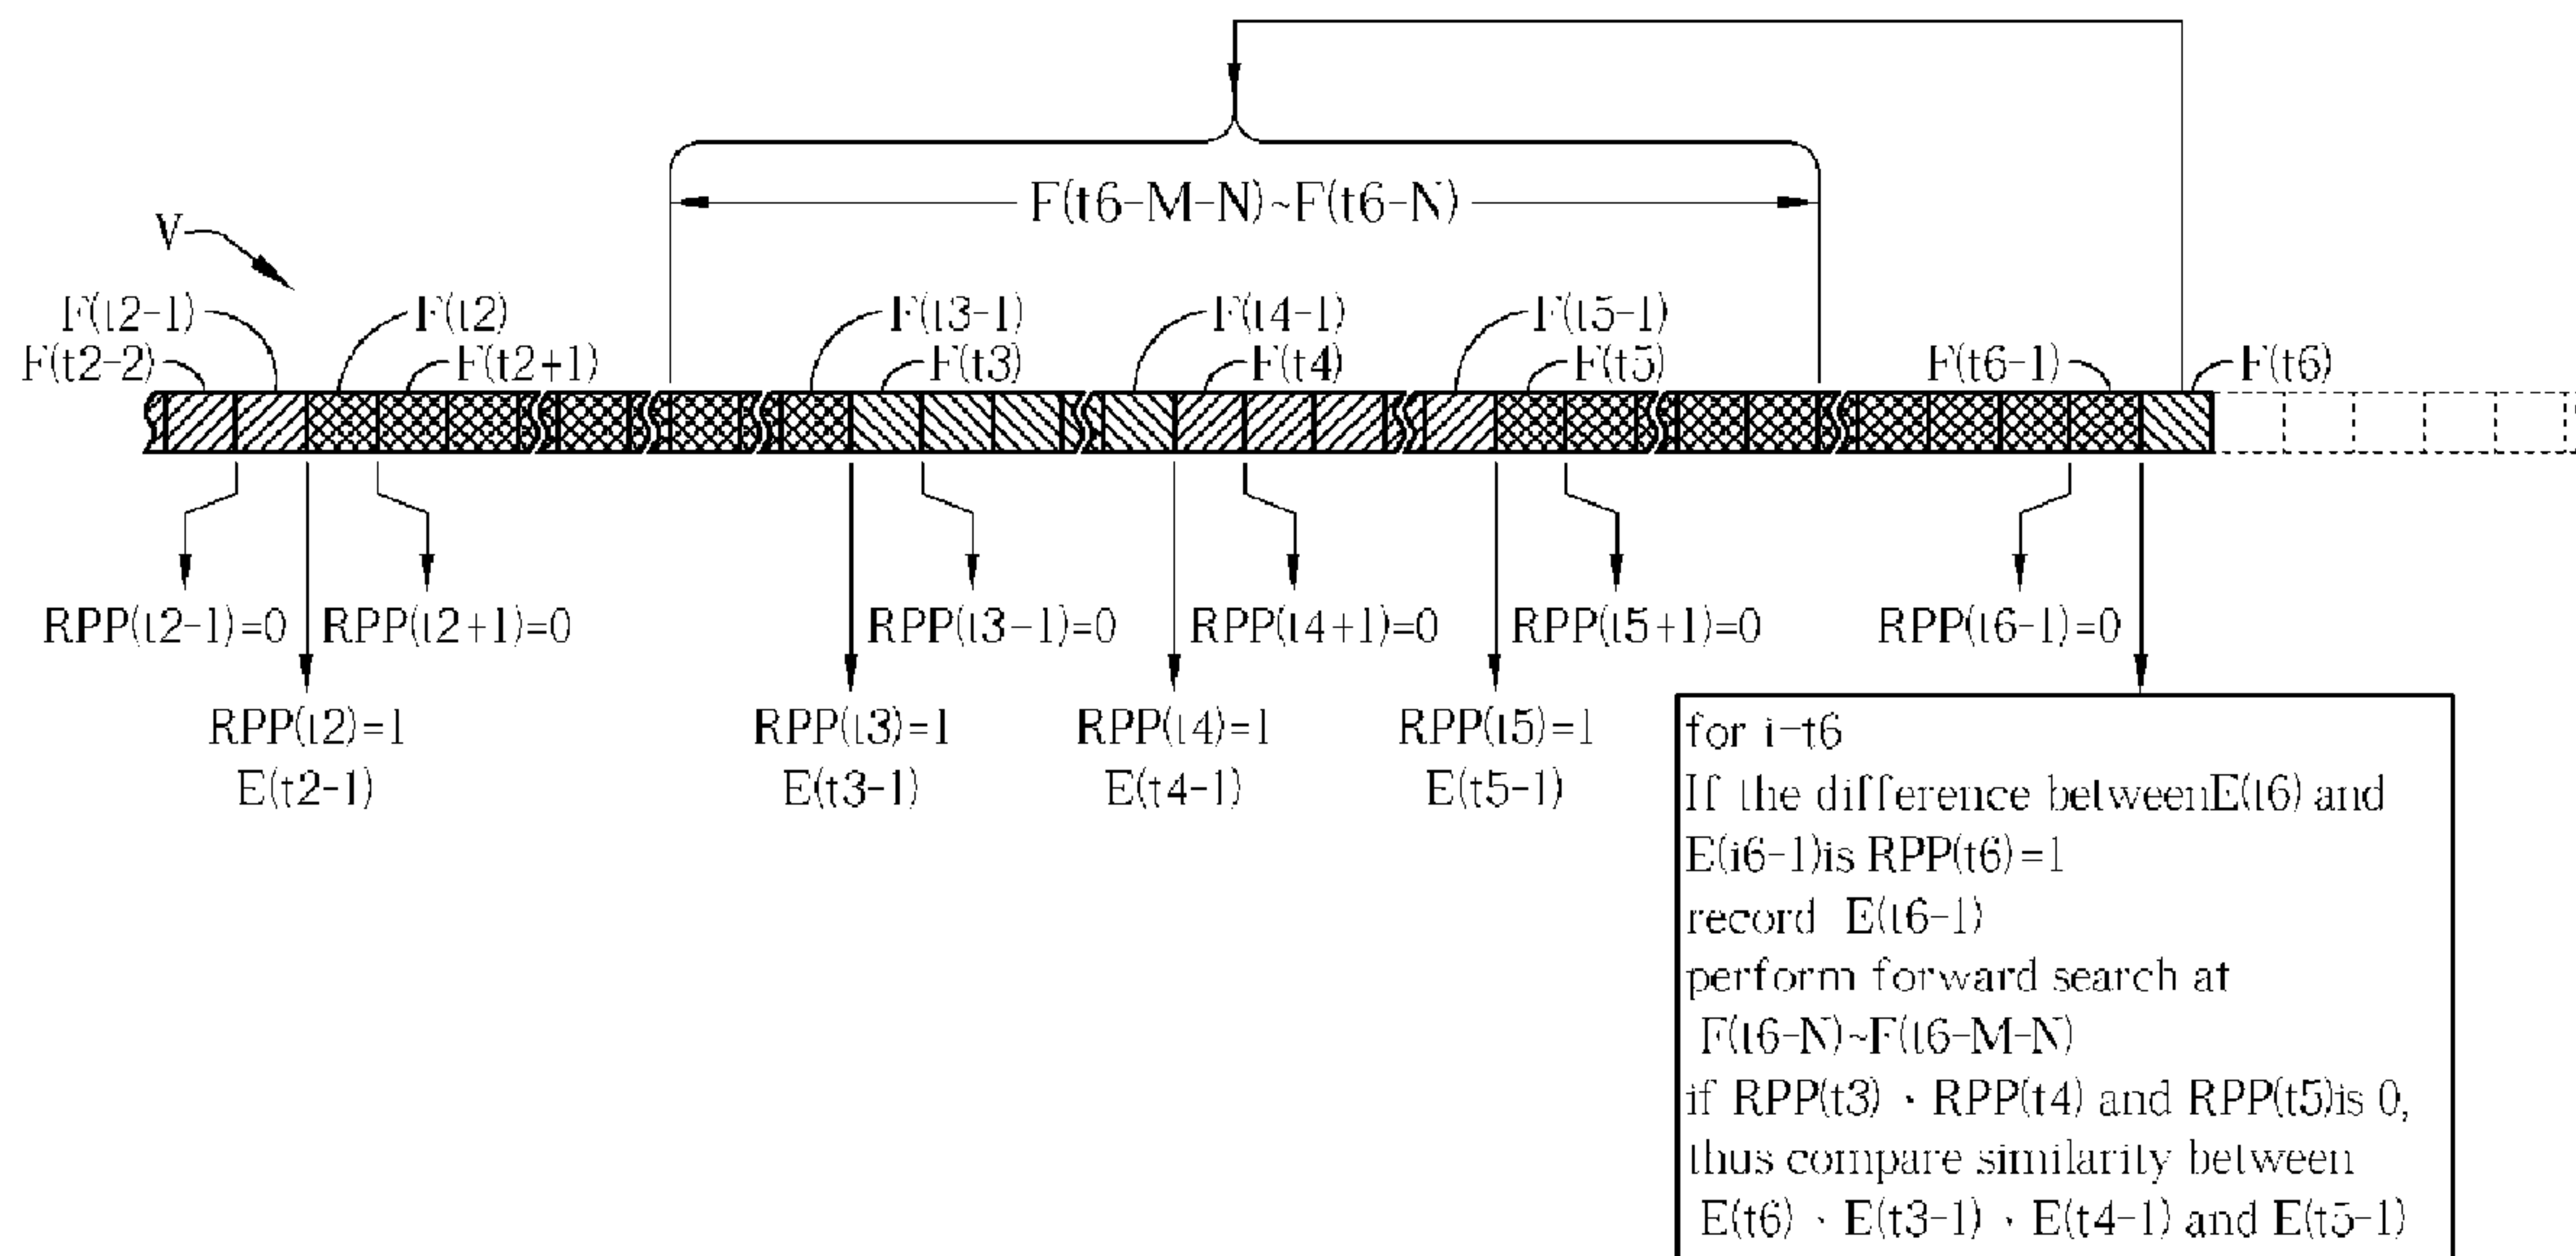 F(t6-M-N)~F(t6-N)
V
F(t2-1)
F(t2)
F(t3-1)
F(t4-1)
F(t5-1)
F(t2-2)
F(t2+1)
F(t3)
F(t4)
F(t5)
F(t6-1)
F(t6)
RPP(t2-1)=0
RPP(t2+1)=0
RPP(t3-1)=0
RPP(t4+1)=0
RPP(t5+1)=0
RPP(t6-1)=0
RPP(t2)=1
E(t2-1)
RPP(t3)=1
E(t3-1)
RPP(t4)=1
E(t4-1)
RPP(t5)=1
E(t5-1)
for i-t6
If the difference betweenE(t6) and
E(i6-1)is RPP(t6)=1
record E(t6-1)
perform forward search at
F(t6-N)~F(t6-M-N)
if RPP(t3)、RPP(t4) and RPP(t5)is 0,
thus compare similarity between
E(t6)、E(t3-1)、E(t4-1) and E(t5-1)